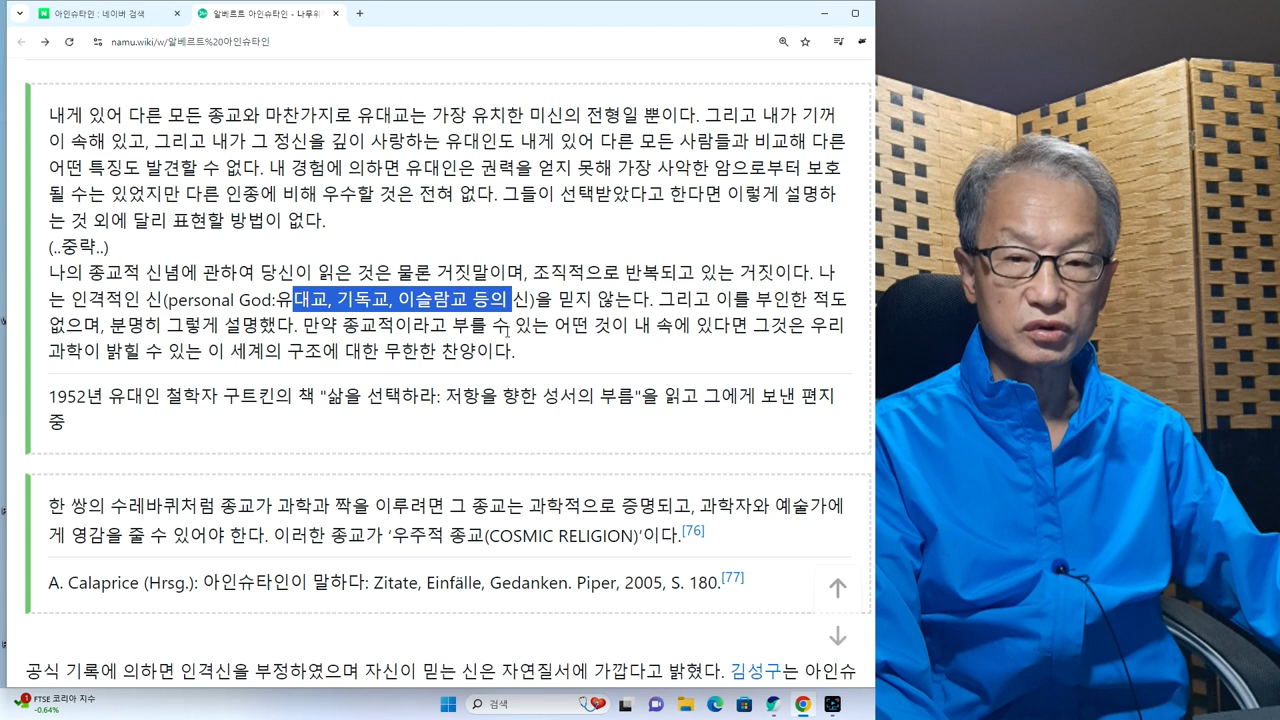 아인슈타인 : 네이버 검색
알베르트 아인슈타인 - 나무위
namu.wiki/w/알베르트%20아인슈타인
내게 있어 다른 모든 종교와 마찬가지로 유대교는 가장 유치한 미신의 전형일 뿐이다. 그리고 내가 기꺼
이 속해 있고, 그리고 내가 그 정신을 깊이 사랑하는 유대인도 내게 있어 다른 모든 사람들과 비교해 다른
어떤 특징도 발견할 수 없다. 내 경험에 의하면 유대인은 권력을 얻지 못해 가장 사악한 암으로부터 보호
될 수는 있었지만 다른 인종에 비해 우수할 것은 전혀 없다. 그들이 선택받았다고 한다면 이렇게 설명하
는 것 외에 달리 표현할 방법이 없다.
(..중략..)
나의 종교적 신념에 관하여 당신이 읽은 것은 물론 거짓말이며, 조직적으로 반복되고 있는 거짓이다. 나
는 인격적인 신(personal God:유대교, 기독교, 이슬람교 등의 신)을 믿지 않는다. 그리고 이를 부인한 적도
없으며, 분명히 그렇게 설명했다. 만약 종교적이라고 부를 수 있는 어떤 것이 내 속에 있다면 그것은 우리
과학이 밝힐 수 있는 이 세계의 구조에 대한 무한한 찬양이다.
1952년 유대인 철학자 구트킨의 책 "삶을 선택하라: 저항을 향한 성서의 부름"을 읽고 그에게 보낸 편지
중
한 쌍의 수레바퀴처럼 종교가 과학과 짝을 이루려면 그 종교는 과학적으로 증명되고, 과학자와 예술가에
게 영감을 줄 수 있어야 한다. 이러한 종교가 ‘우주적 종교(COSMIC RELIGION)’이다.[76]
A. Calaprice (Hrsg.): 아인슈타인이 말하다: Zitate, Einfälle, Gedanken. Piper, 2005, S. 180.[77]
공식 기록에 의하면 인격신을 부정하였으며 자신이 믿는 신은 자연질서에 가깝다고 밝혔다. 김성구는 아인슈
1
FTSE 코리아 지수
-0.64%
검색